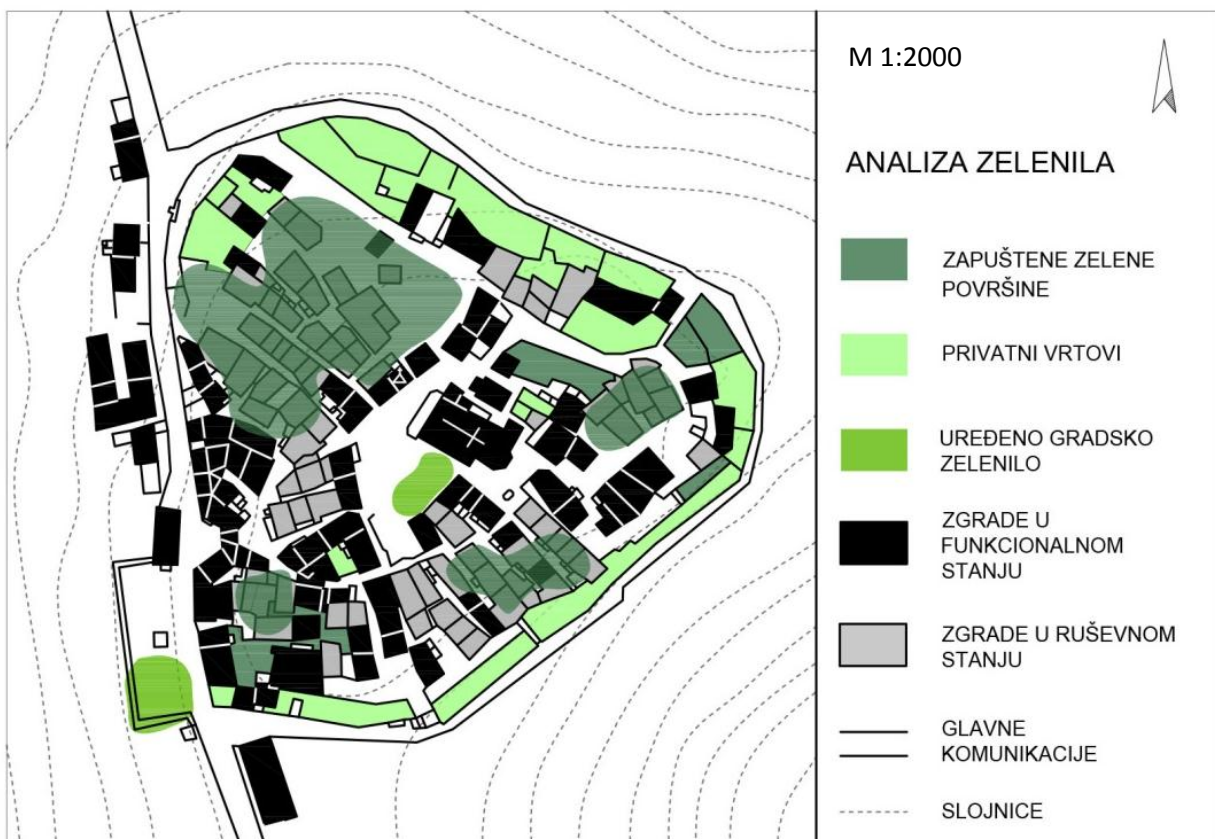 M 1:2000
ANALIZA ZELENILA
ZAPUŠTENE ZELENE
POVRŠINE
PRIVATNI VRTOVI
UREĐENO GRADSKO
ZELENILO
ZGRADE U
FUNKCIONALNOM
STANJU
ZGRADE U RUŠEVNOM
STANJU
GLAVNE
KOMUNIKACIJE
SLOJNICE